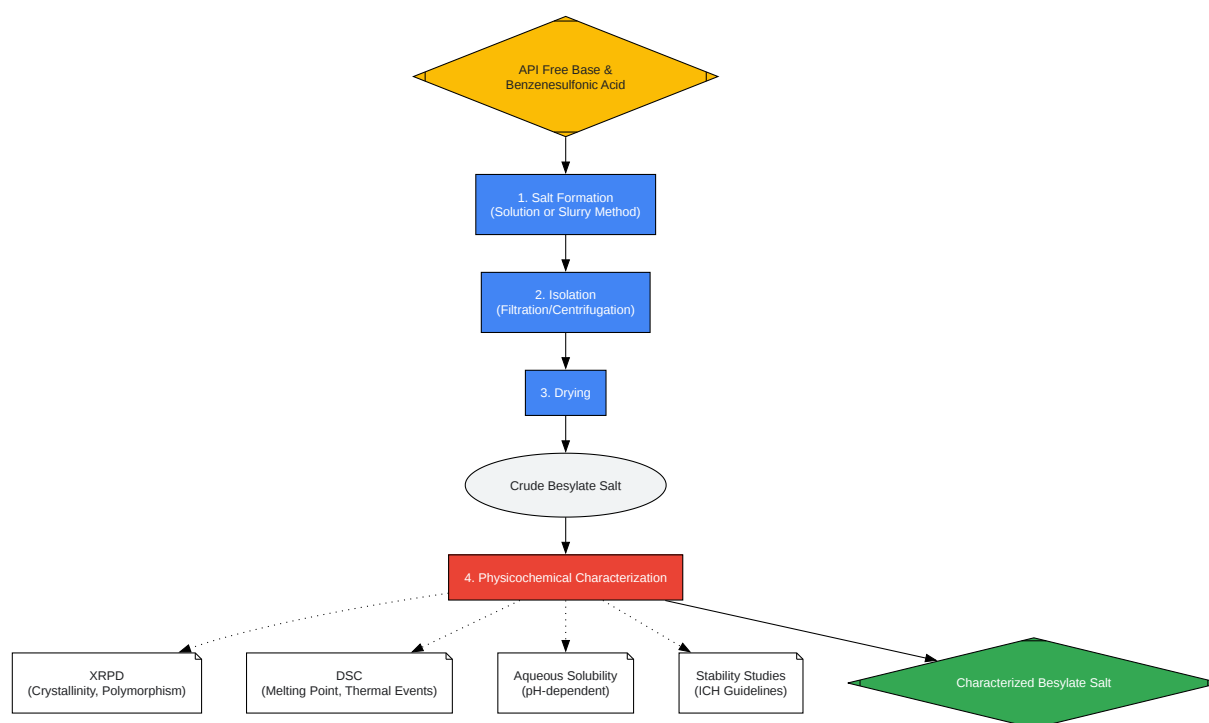 API Free Base &
Benzenesulfonic Acid
1. Salt Formation
(Solution or Slurry Method)
2. Isolation
(Filtration/Centrifugation)
3. Drying
Crude Besylate Salt
4. Physicochemical Characterization
XRPD
(Crystallinity, Polymorphism)
DSC
(Melting Point, Thermal Events)
Aqueous Solubility
(pH-dependent)
Stability Studies
(ICH Guidelines)
Characterized Besylate Salt